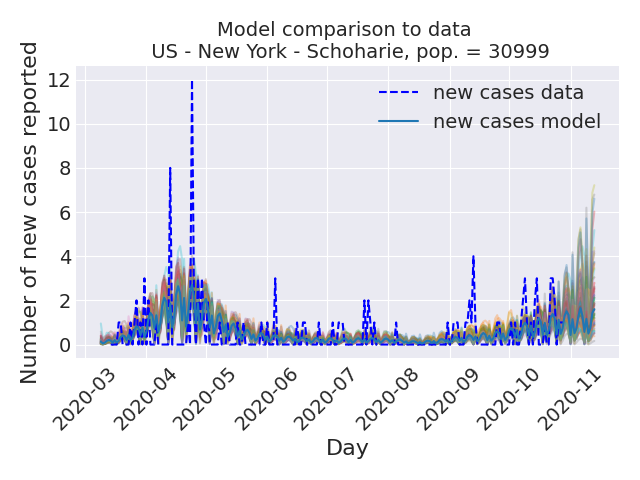 Model comparison to data
US - New York - Schoharie, pop. = 30999
Number of new cases reported
12
10
8
6
4
2
0
new cases data
new cases model
2020-03
2020-04
2020-05
2020-06
2020-07
2020-08
2020-09
2020-10
2020-11
Day